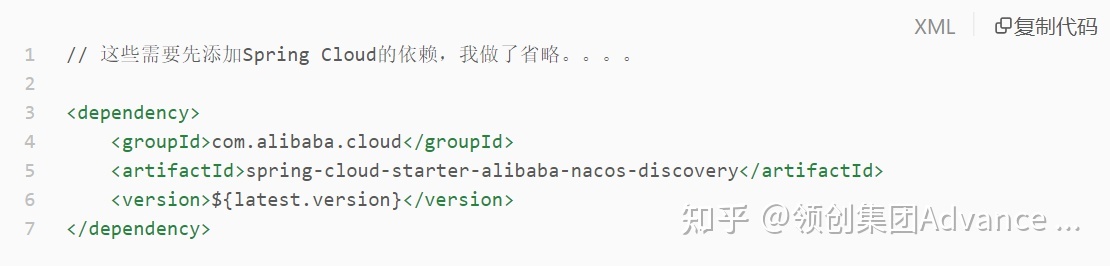 XML 复制代码
1 // 这些需要先添加Spring Cloud的依赖，我做了省略。。。。
2
3 <dependency>
4     <groupId>com.alibaba.cloud</groupId>
5     <artifactId>spring-cloud-starter-alibaba-nacos-discovery</artifactId>
6     <version>${latest.version}</version>
7 </dependency>
知乎 @领创集团Advance ...